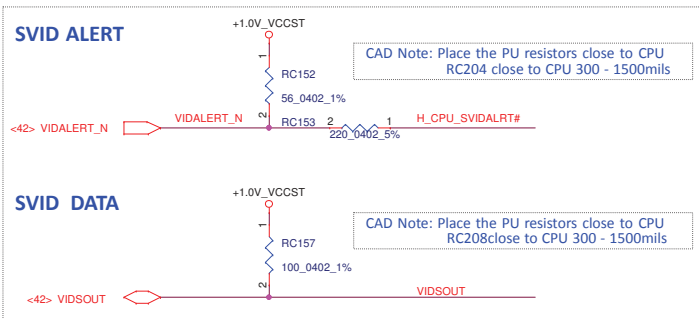 SVID ALERT
+1.0V_VCCST
CAD Note: Place the PU resistors close to CPU
RC204 close to CPU 300 - 1500mils
1
RC152
56_0402_1%
2
<42> VIDALERT_N
VIDALERT_N
RC153
2
1
H_CPU_SVIDALRT#
220_0402_5%
SVID DATA
+1.0V_VCCST
CAD Note: Place the PU resistors close to CPU
RC208close to CPU 300 - 1500mils
1
RC157
100_0402_1%
2
<42> VIDSOUT
VIDSOUT